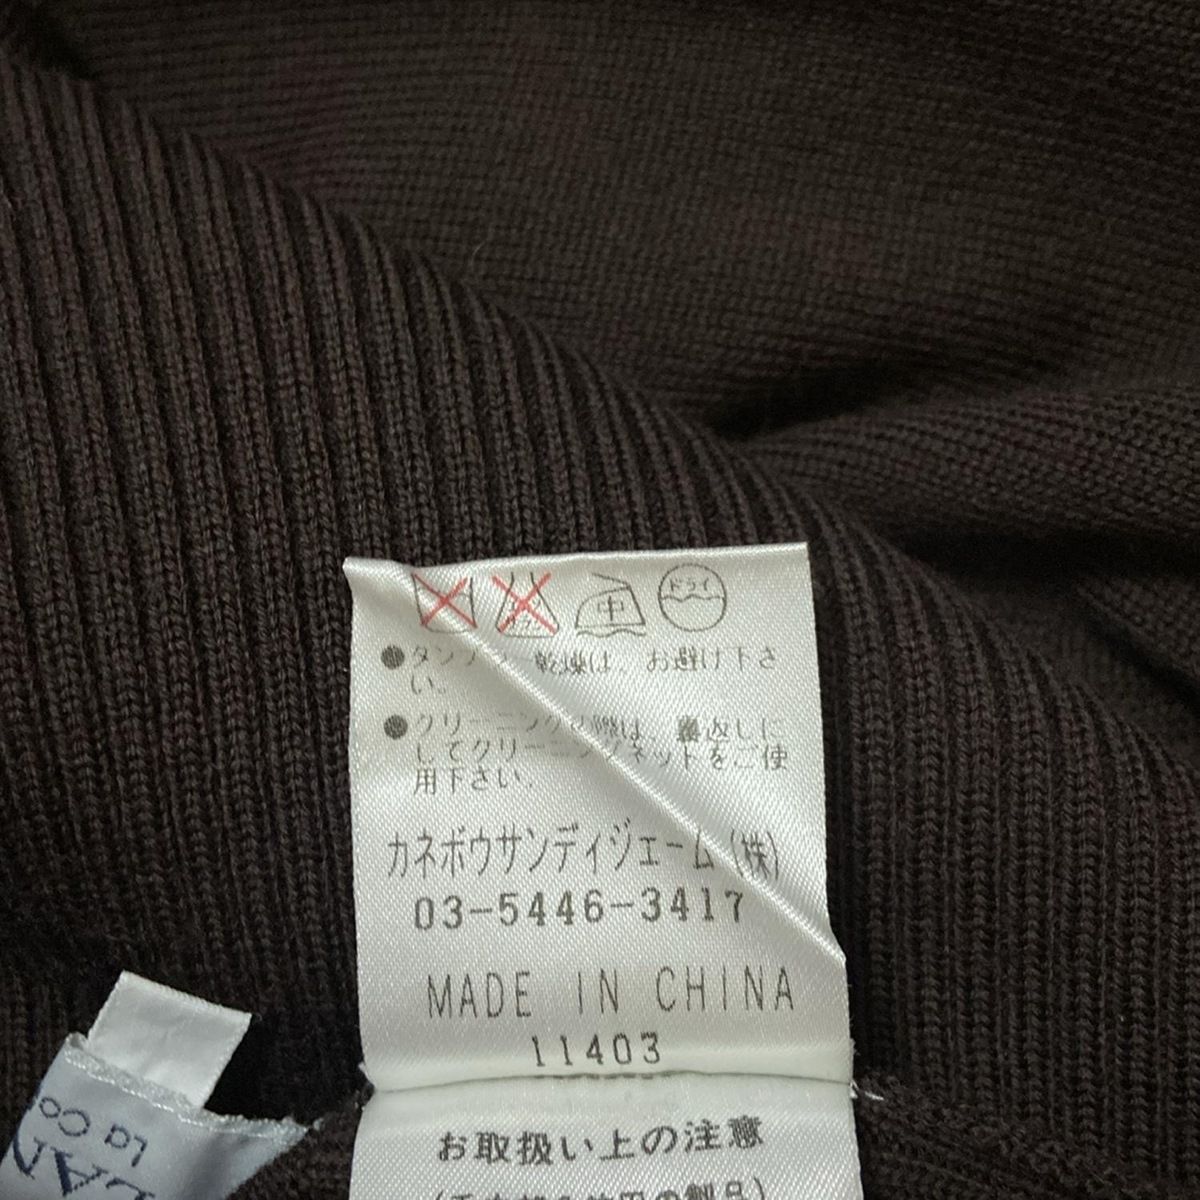 中 ドライ
●タンブラー乾燥は、お避け下さ
い。
●クリーニングの際は、裏返しに
してクリーニングネットをご使
用下さい。
カネボウサンディジェーム(株)
03-5446-3417
MADE IN CHINA
11403
お取扱い上の注意
La Co